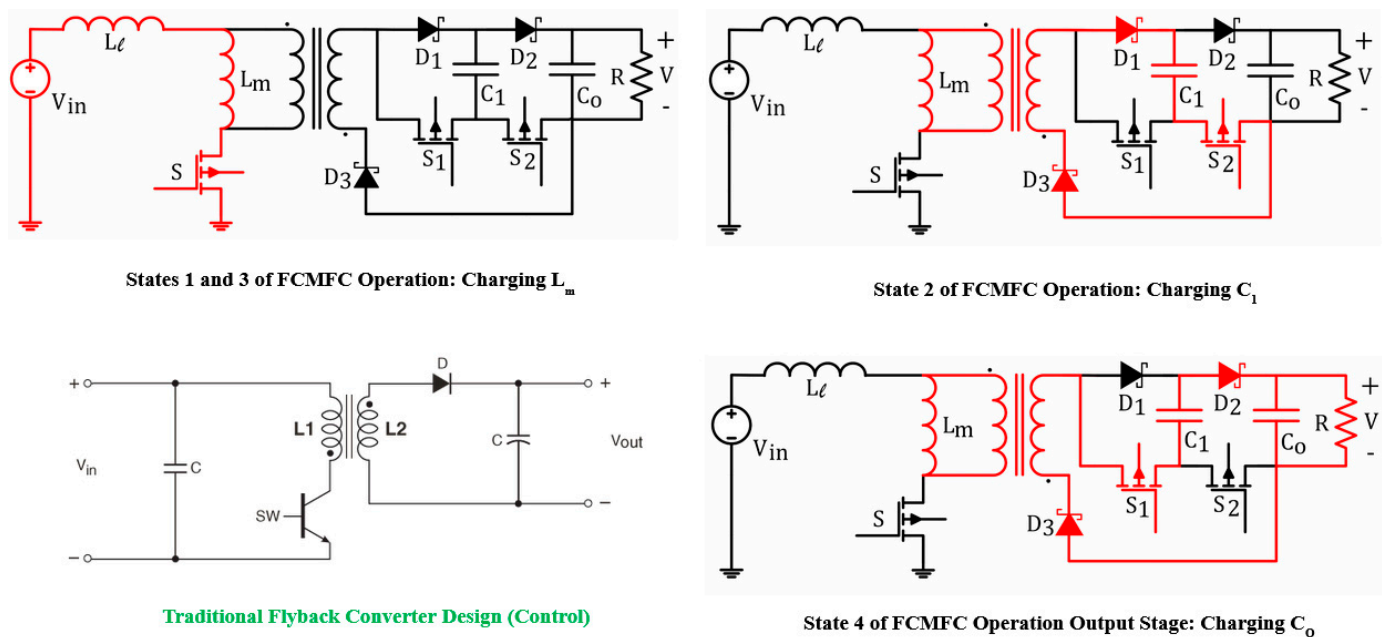 Lℓ
Vin
Lm
S
D1
D2
D3
C1
Co
S1
S2
R
+
V
-
States 1 and 3 of FCMFC Operation: Charging Lm
Lℓ
Vin
Lm
S
D1
D2
D3
C1
Co
S1
S2
R
+
V
-
State 2 of FCMFC Operation: Charging C1
+
Vin
−
C
L1
L2
SW
D
C
+
Vout
−
Traditional Flyback Converter Design (Control)
Lℓ
Vin
Lm
S
D1
D2
D3
C1
Co
S1
S2
R
+
V
-
State 4 of FCMFC Operation Output Stage: Charging CO